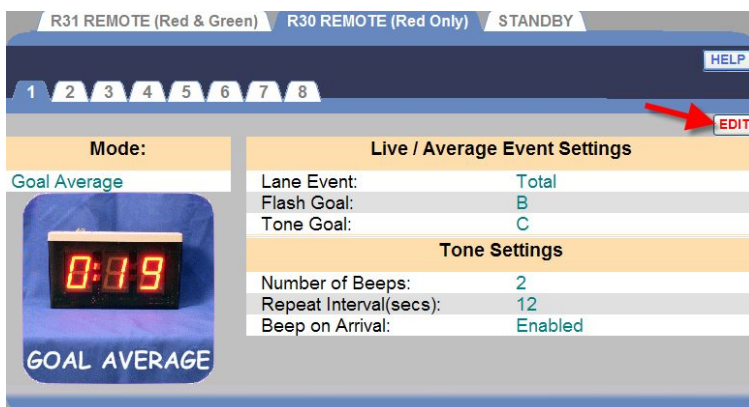 R31 REMOTE (Red & Green) R30 REMOTE (Red Only) STANDBY
HELP
1 2 3 4 5 6 7 8
EDIT
Mode:
Goal Average
0:19
GOAL AVERAGE
Live / Average Event Settings
Lane Event: Total
Flash Goal: B
Tone Goal: C
Tone Settings
Number of Beeps: 2
Repeat Interval(secs): 12
Beep on Arrival: Enabled